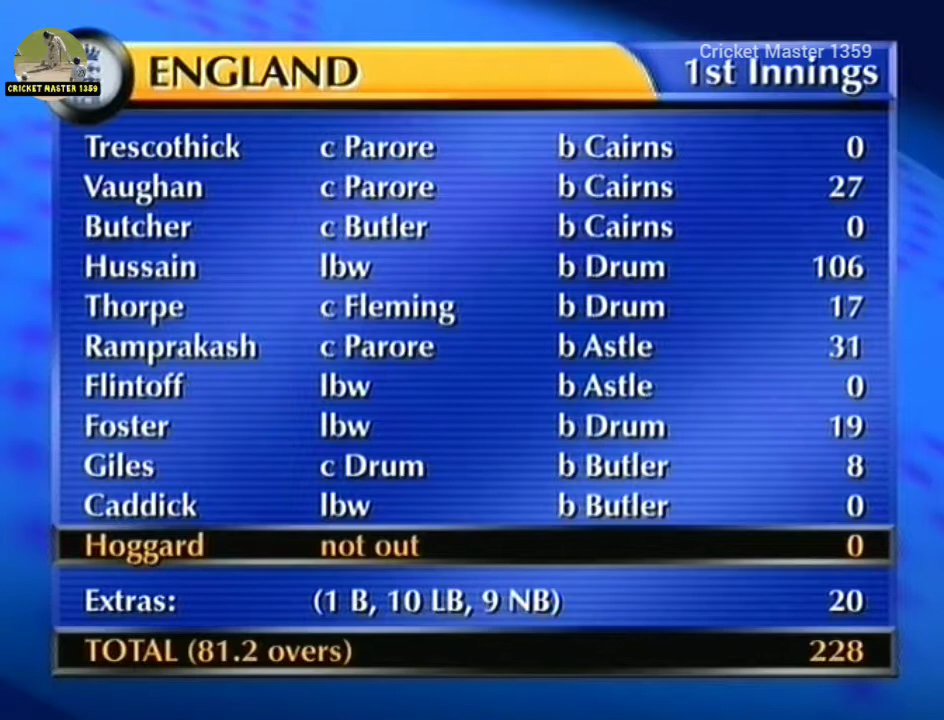 Cricket Master 1359
CRICKET MASTER 1359
ENGLAND 1st Innings
Trescothick c Parore b Cairns 0
Vaughan c Parore b Cairns 27
Butcher c Butler b Cairns 0
Hussain lbw b Drum 106
Thorpe c Fleming b Drum 17
Ramprakash c Parore b Astle 31
Flintoff lbw b Astle 0
Foster lbw b Drum 19
Giles c Drum b Butler 8
Caddick lbw b Butler 0
Hoggard not out 0
Extras: (1 B, 10 LB, 9 NB) 20
TOTAL (81.2 overs) 228